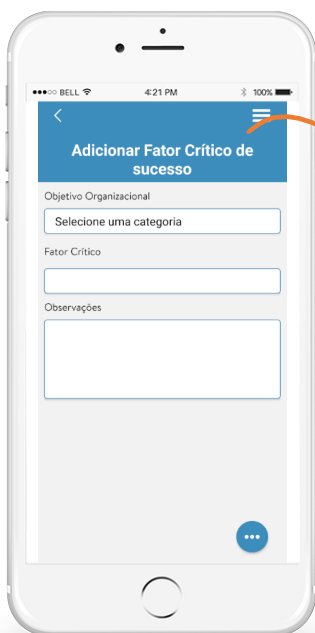 BELL 4:21 PM 100%
Adicionar Fator Crítico de
sucesso
Objetivo Organizacional
Selecione uma categoria
Fator Crítico
Observações